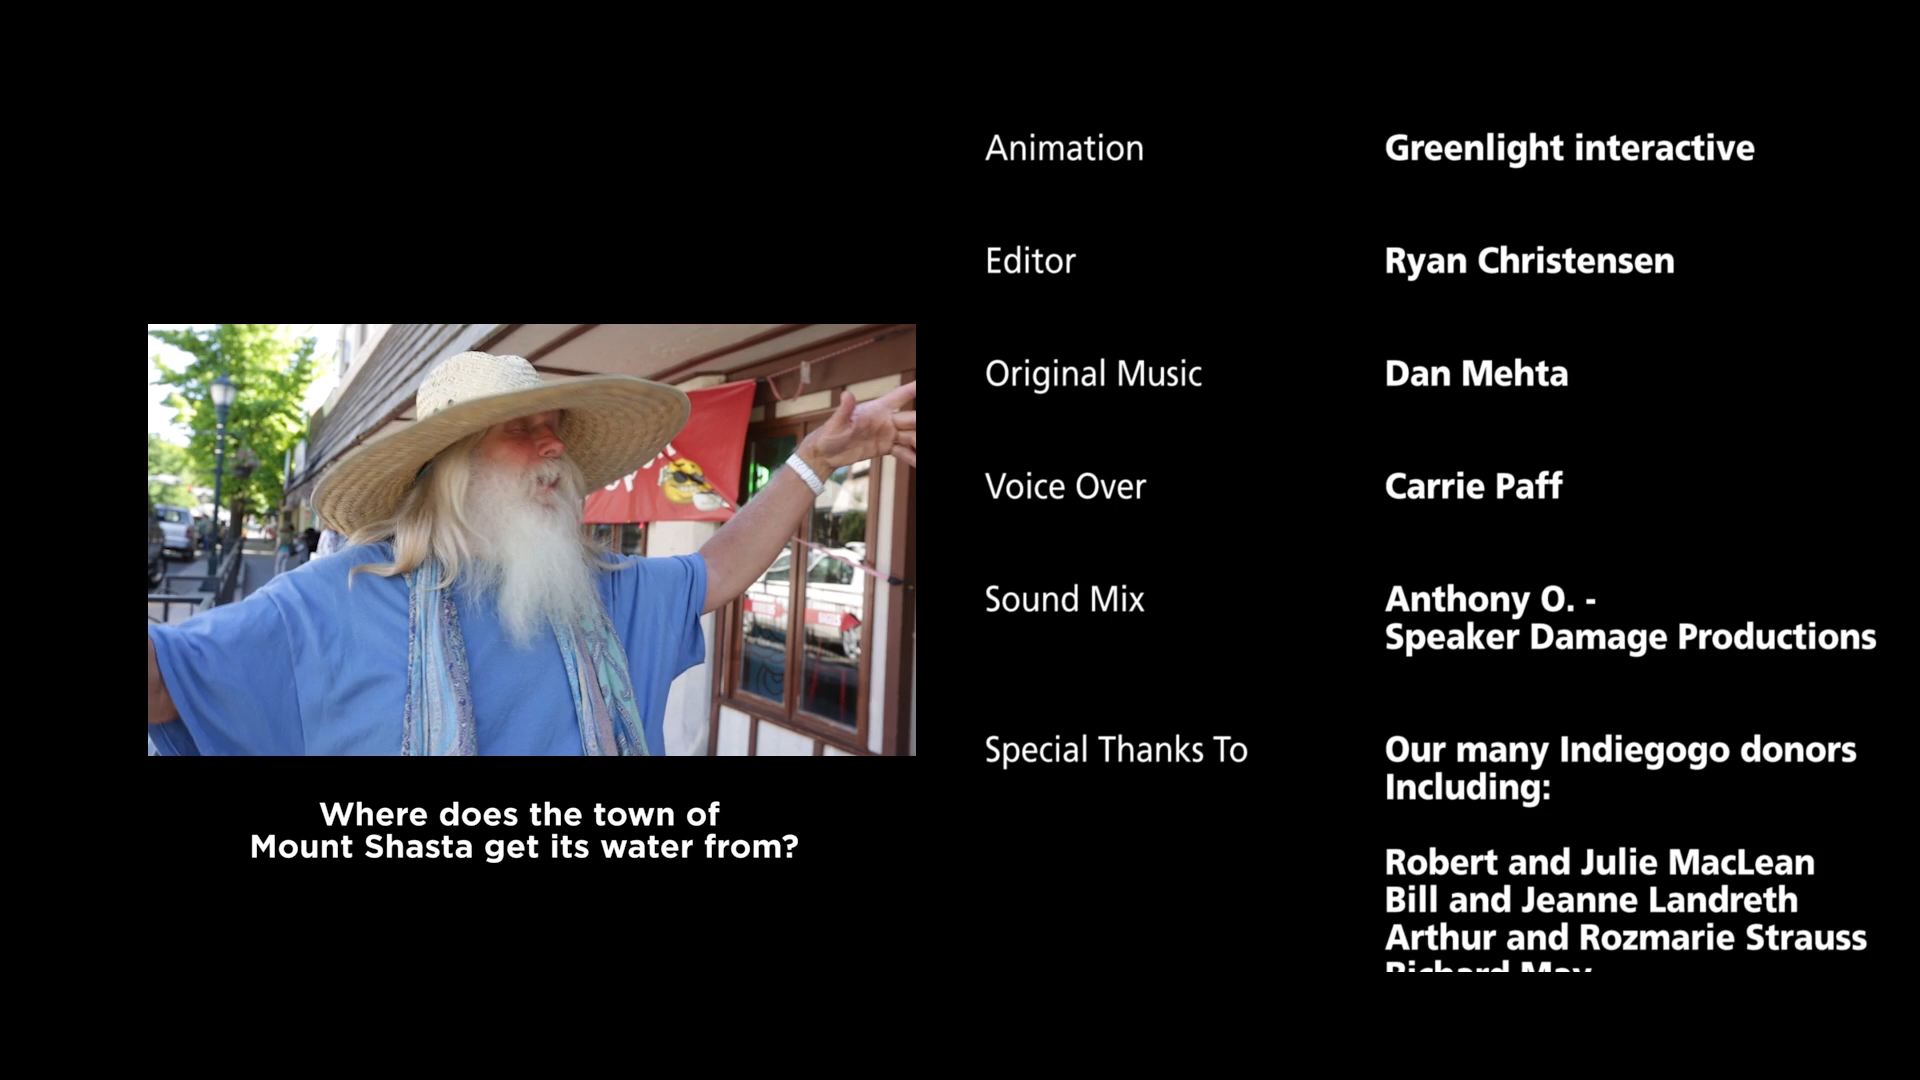 Animation
Greenlight interactive
Editor
Ryan Christensen
Original Music
Dan Mehta
Voice Over
Carrie Paff
Sound Mix
Anthony O. -
Speaker Damage Productions
Special Thanks To
Our many Indiegogo donors
Including:
Robert and Julie MacLean
Bill and Jeanne Landreth
Arthur and Rozmarie Strauss
Richard May
Where does the town of
Mount Shasta get its water from?